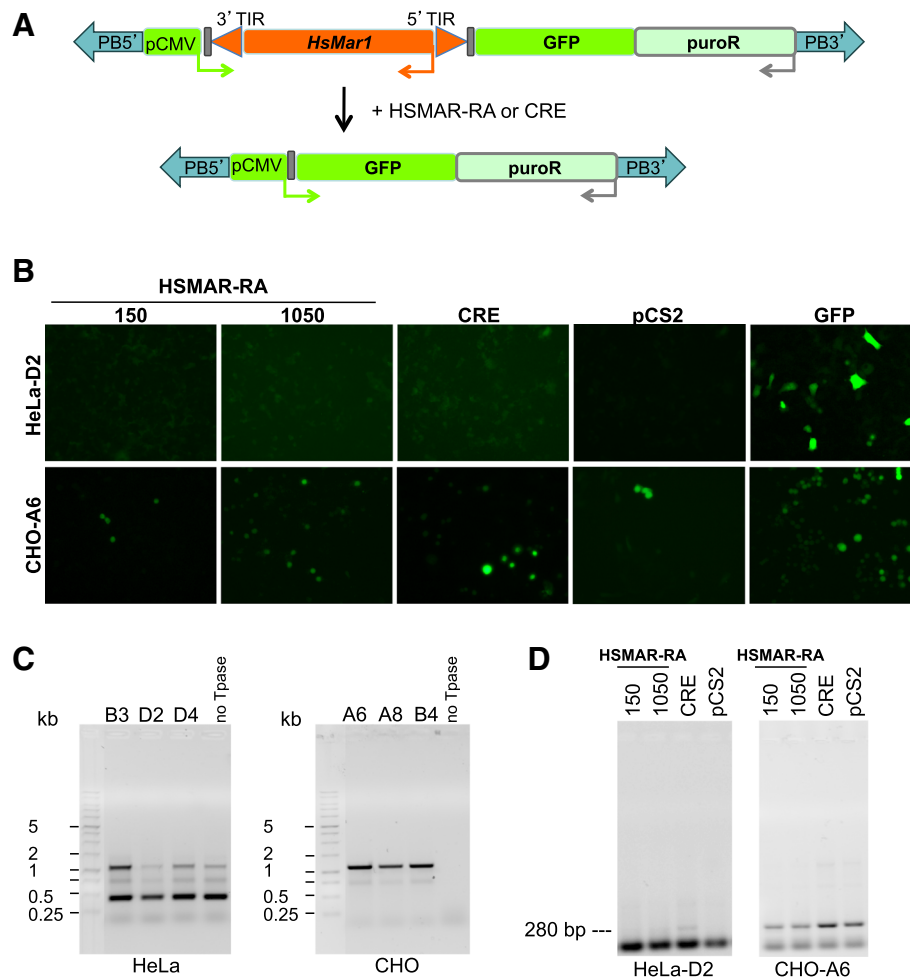 A
3’ TIR 5’ TIR
PB5’ pCMV HsMar1 GFP puroR PB3’
+ HSMAR-RA or CRE
PB5’ pCMV GFP puroR PB3’
B
HSMAR-RA
150 1050 CRE pCS2 GFP
HeLa-D2
CHO-A6
C
kb B3 D2 D4 no Tpase
5
2
1
0.5
0.25
HeLa
kb A6 A8 B4 no Tpase
5
2
1
0.5
0.25
CHO
D
HSMAR-RA HSMAR-RA
150 1050 CRE pCS2 150 1050 CRE pCS2
280 bp ---
HeLa-D2 CHO-A6